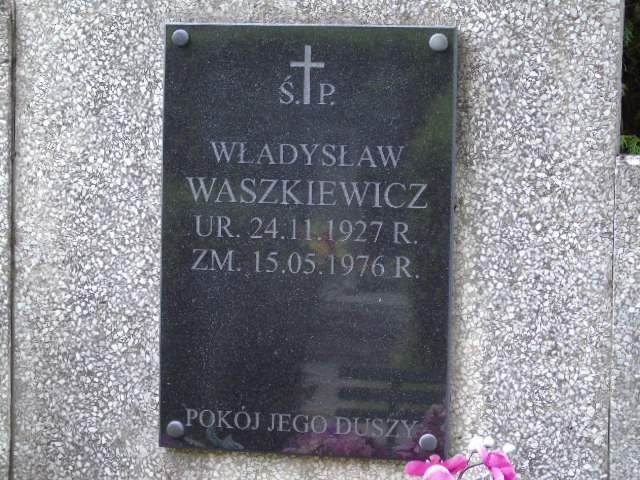 Ś. P.
WŁADYSŁAW
WASZKIEWICZ
UR. 24.11.1927 R.
ZM. 15.05.1976 R.
POKÓJ JEGO DUSZY